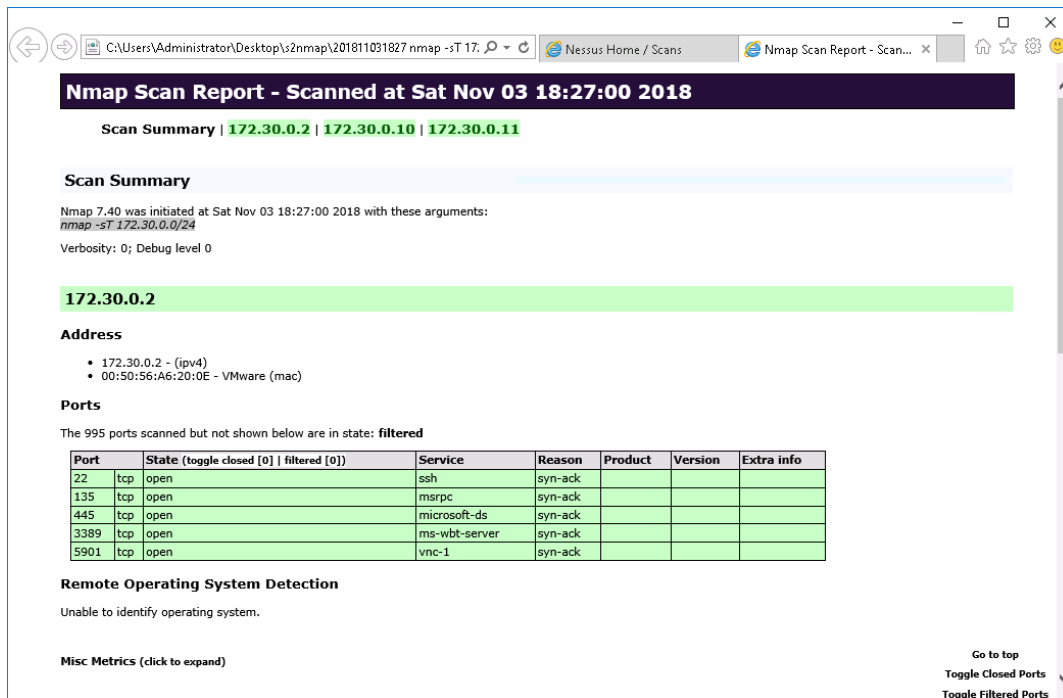 C:\Users\Administrator\Desktop\s2nmap\201811031827 nmap -sT 17:
Nessus Home / Scans
Nmap Scan Report - Scan...
Nmap Scan Report - Scanned at Sat Nov 03 18:27:00 2018
Scan Summary | 172.30.0.2 | 172.30.0.10 | 172.30.0.11
Scan Summary
Nmap 7.40 was initiated at Sat Nov 03 18:27:00 2018 with these arguments:
nmap -sT 172.30.0.0/24
Verbosity: 0; Debug level 0
172.30.0.2
Address
• 172.30.0.2 - (ipv4)
• 00:50:56:A6:20:0E - VMware (mac)
Ports
The 995 ports scanned but not shown below are in state: filtered
Port State (toggle closed [0] | filtered [0]) Service Reason Product Version Extra info
22 tcp open ssh syn-ack
135 tcp open msrpc syn-ack
445 tcp open microsoft-ds syn-ack
3389 tcp open ms-wbt-server syn-ack
5901 tcp open vnc-1 syn-ack
Remote Operating System Detection
Unable to identify operating system.
Misc Metrics (click to expand)
Go to top
Toggle Closed Ports
Toggle Filtered Ports